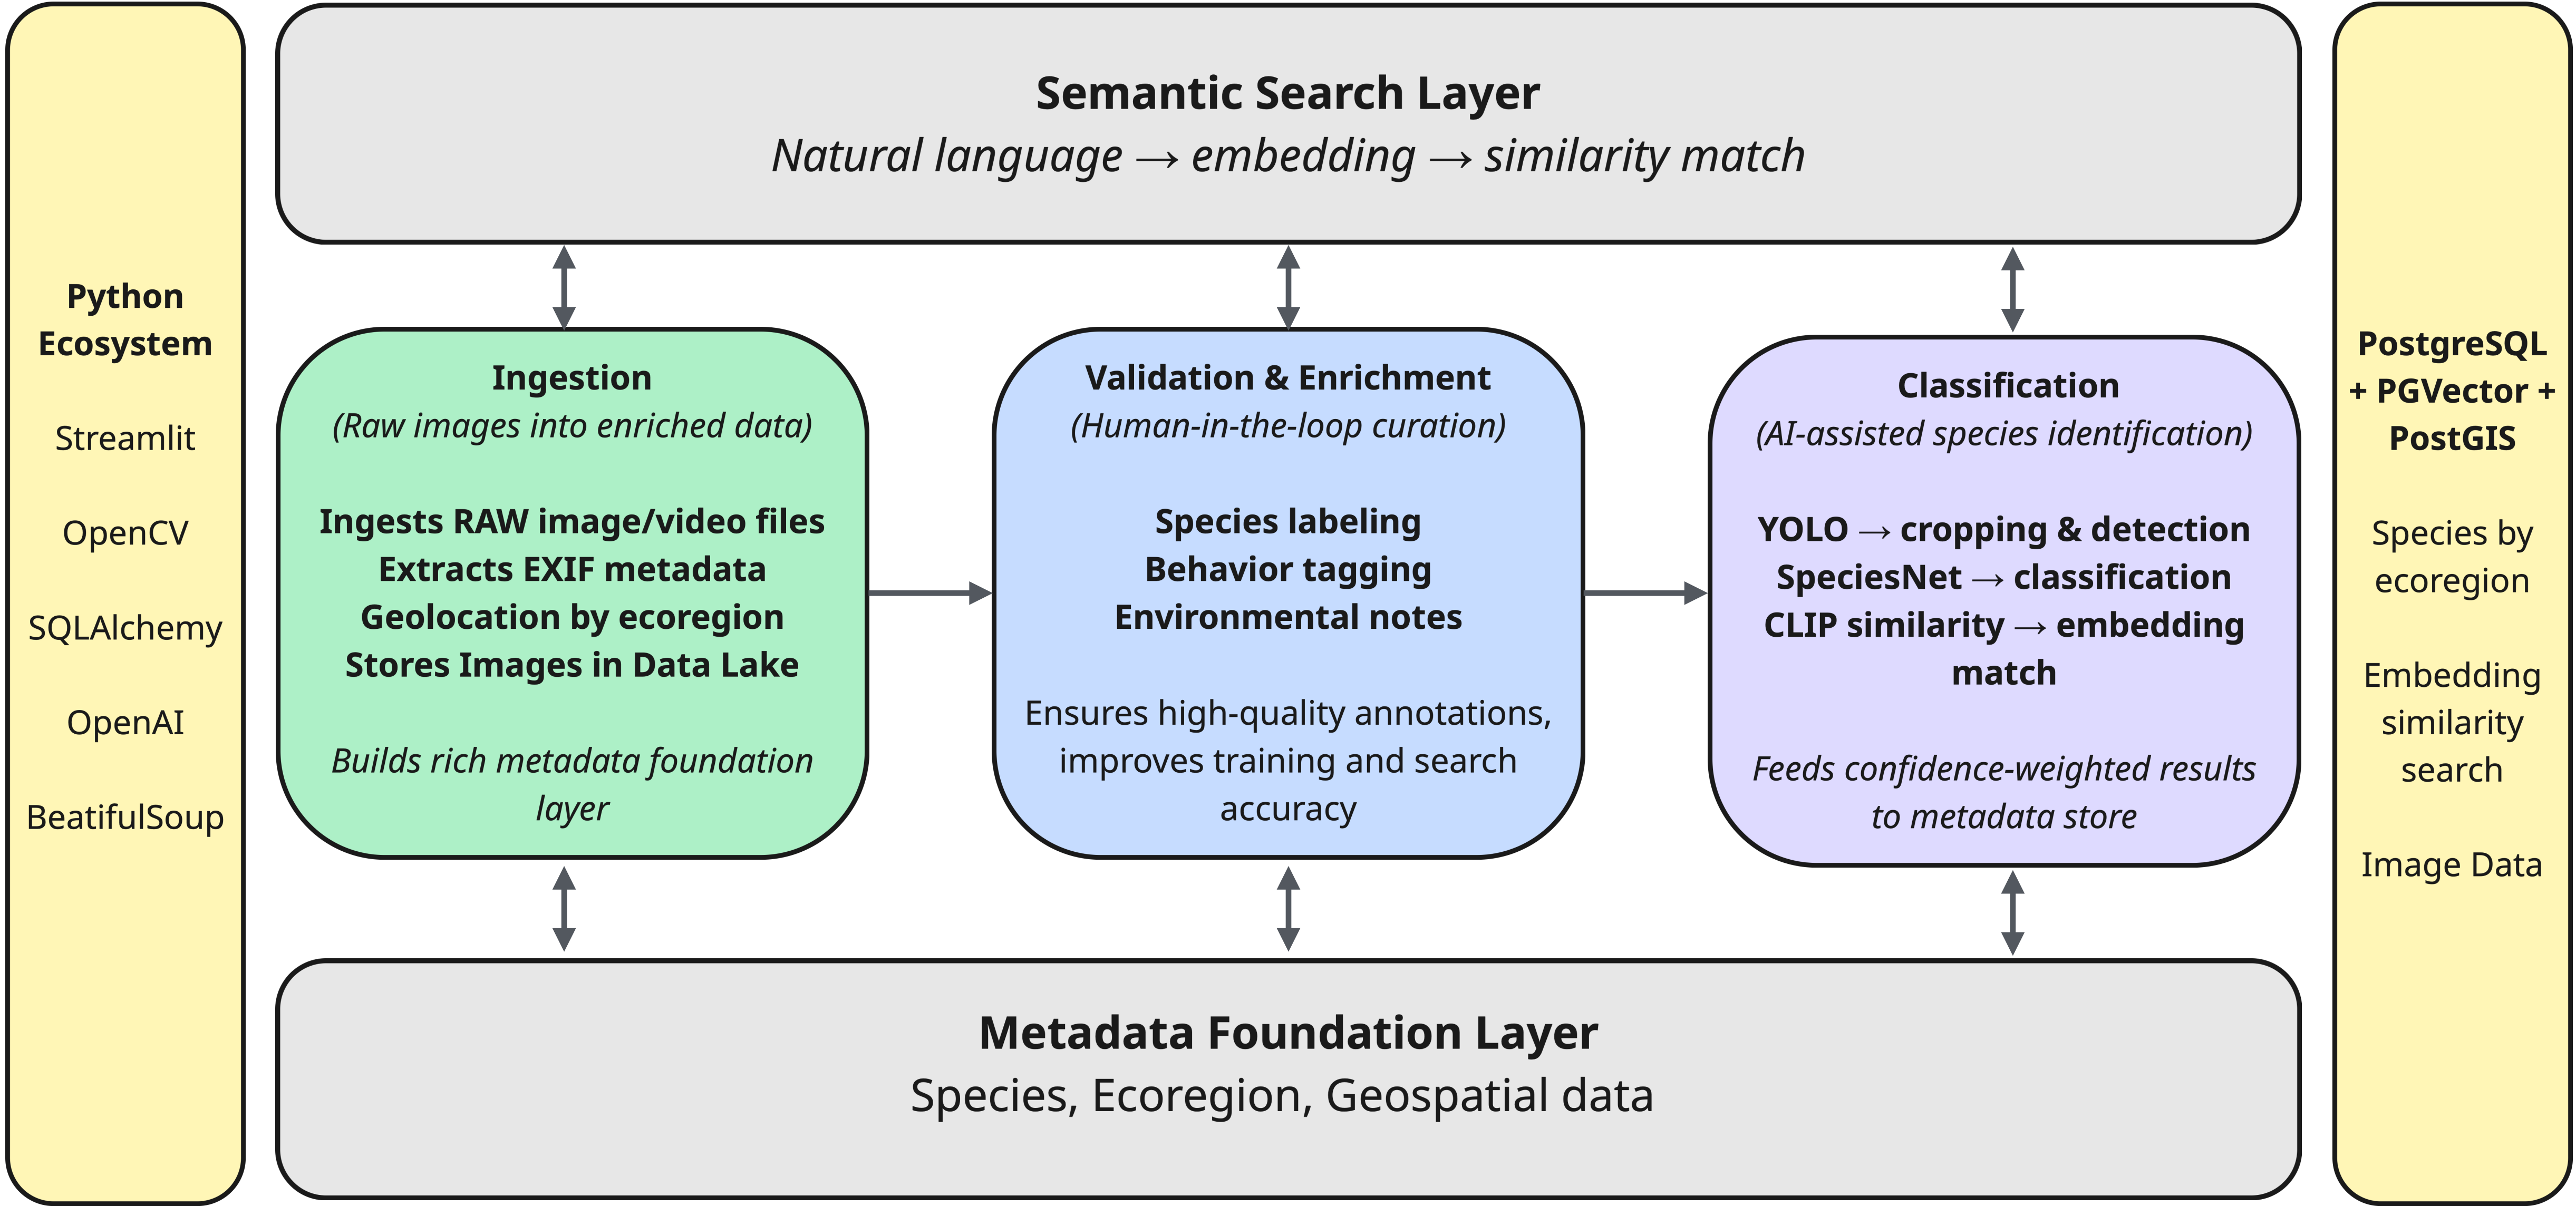 Semantic Search Layer
Natural language → embedding → similarity match
Python
Ecosystem
Streamlit
OpenCV
SQLAlchemy
OpenAI
BeatifulSoup
Ingestion
(Raw images into enriched data)
Ingests RAW image/video files
Extracts EXIF metadata
Geolocation by ecoregion
Stores Images in Data Lake
Builds rich metadata foundation
layer
Validation & Enrichment
(Human-in-the-loop curation)
Species labeling
Behavior tagging
Environmental notes
Ensures high-quality annotations,
improves training and search
accuracy
Classification
(AI-assisted species identification)
YOLO → cropping & detection
SpeciesNet → classification
CLIP similarity → embedding
match
Feeds confidence-weighted results
to metadata store
PostgreSQL
+ PGVector +
PostGIS
Species by
ecoregion
Embedding
similarity
search
Image Data
Metadata Foundation Layer
Species, Ecoregion, Geospatial data